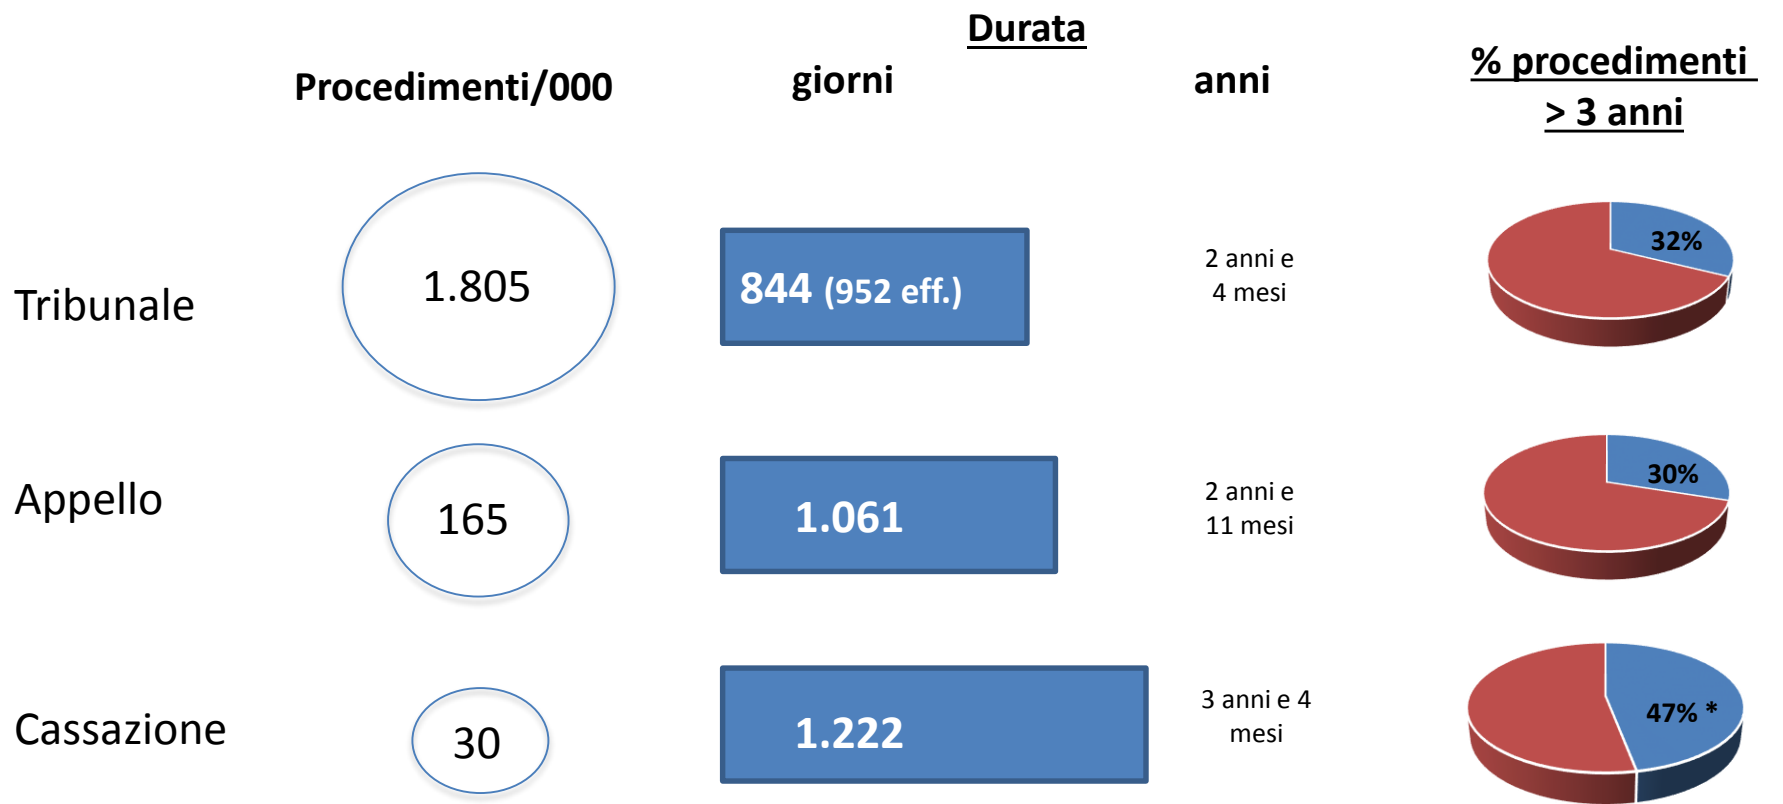 Durata
Procedimenti/000
giorni
anni
% procedimenti
> 3 anni
Tribunale
1.805
844 (952 eff.)
2 anni e
4 mesi
32%
Appello
165
1.061
2 anni e
11 mesi
30%
Cassazione
30
1.222
3 anni e 4
mesi
47% *